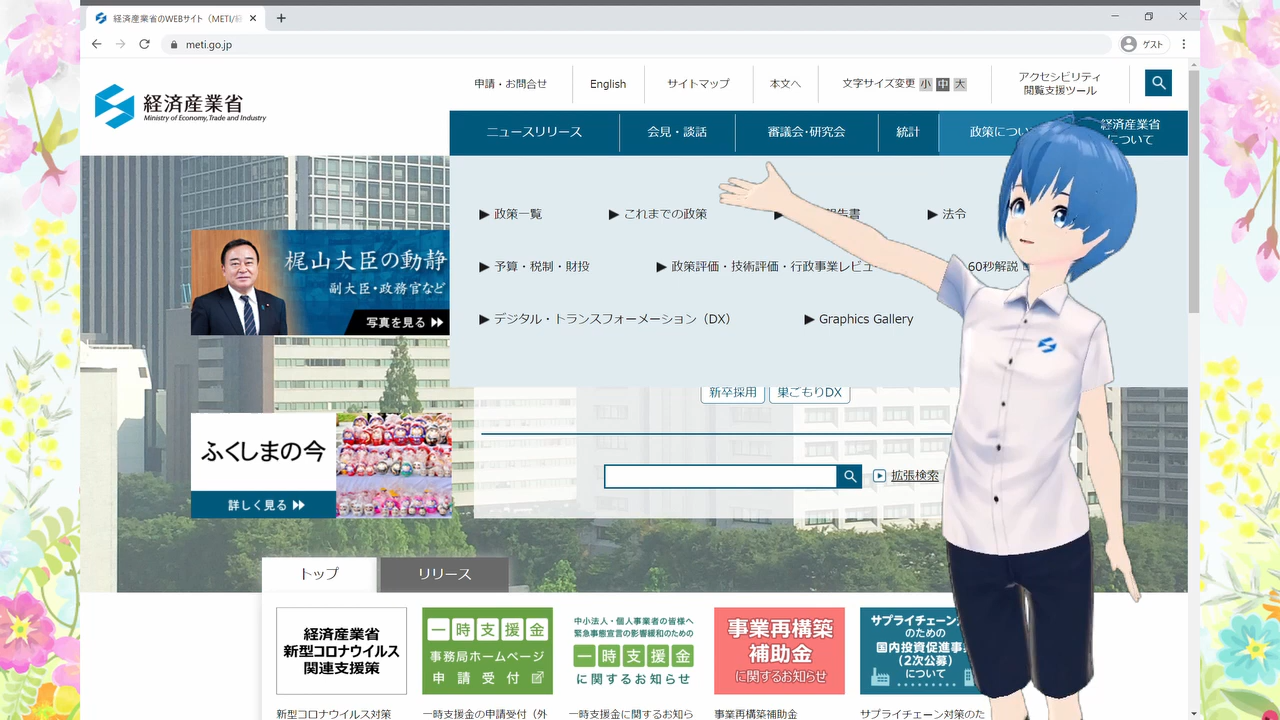 経済産業省のWEBサイト（METI/経
meti.go.jp
ゲスト
経済産業省
Ministry of Economy, Trade and Industry
申請・お問合せ
English
サイトマップ
本文へ
文字サイズ変更 小 中 大
アクセシビリティ
閲覧支援ツール
ニュースリリース
会見・談話
審議会・研究会
統計
政策につい
経済産業省
について
▶ 政策一覧
▶ これまでの政策
報告書
▶ 法令
▶ 予算・税制・財投
▶ 政策評価・技術評価・行政事業レビュー
60秒解説
▶ デジタル・トランスフォーメーション（DX）
▶ Graphics Gallery
梶山大臣の動静
副大臣・政務官など
写真を見る
新卒採用
巣ごもりDX
拡張検索
ふくしまの今
詳しく見る
トップ
リリース
経済産業省
新型コロナウイルス
関連支援策
一時支援金
事務局ホームページ
申請受付
中小法人・個人事業者の皆様へ
緊急事態宣言の影響緩和のための
一時支援金
に関するお知らせ
事業再構築
補助金
に関するお知らせ
サプライチェーン
のための
国内投資促進事
（2次公募）
について
新型コロナウイルス対策
一時支援金の申請受付（外
一時支援金に関するお知ら
事業再構築補助金
サプライチェーン対策のた